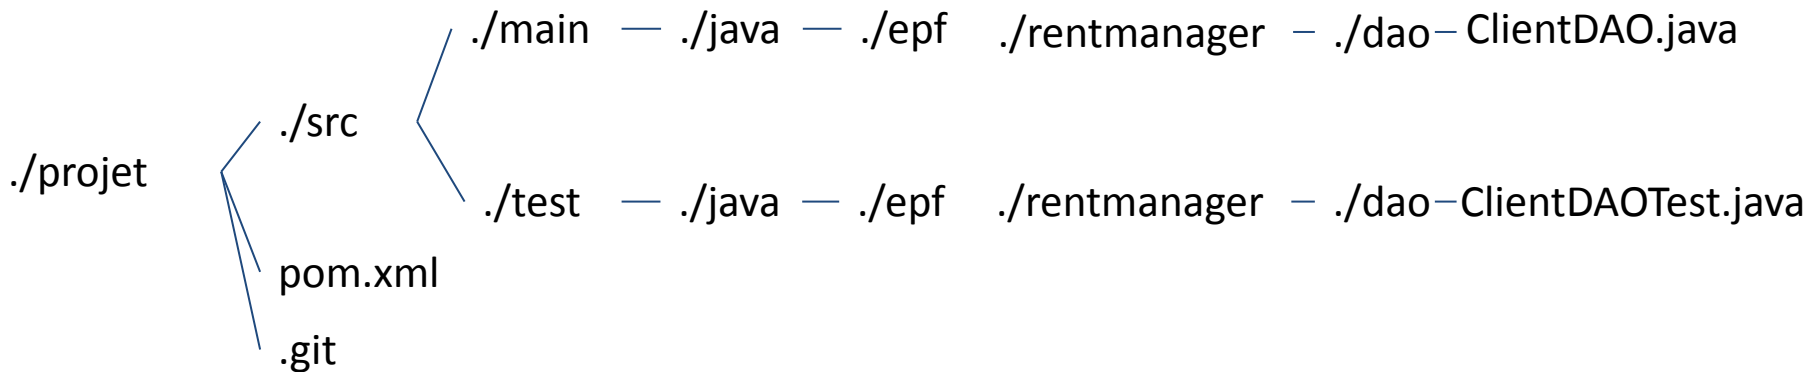 ./main ./java ./epf ./rentmanager ./dao ClientDAO.java
./src
./projet
./test ./java ./epf ./rentmanager ./dao ClientDAOTest.java
pom.xml
.git